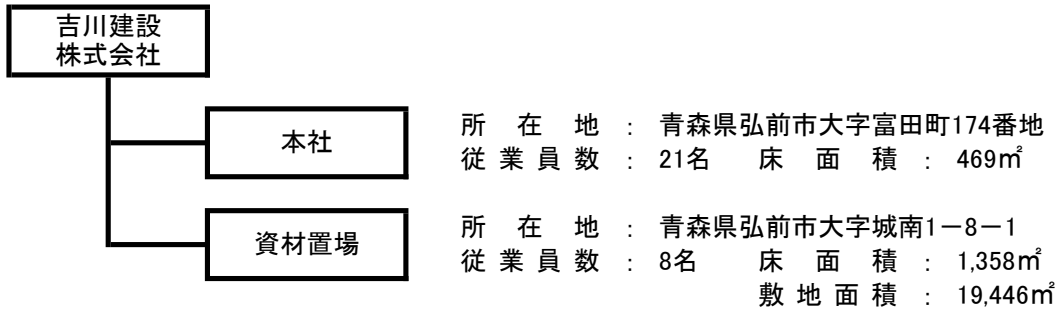 吉川建設
株式会社
本社
所在地 : 青森県弘前市大字富田町174番地
従業員数 : 21名 床面積 : 469㎡
資材置場
所在地 : 青森県弘前市大字城南1-8-1
従業員数 : 8名 床面積 : 1,358㎡
敷地面積 : 19,446㎡